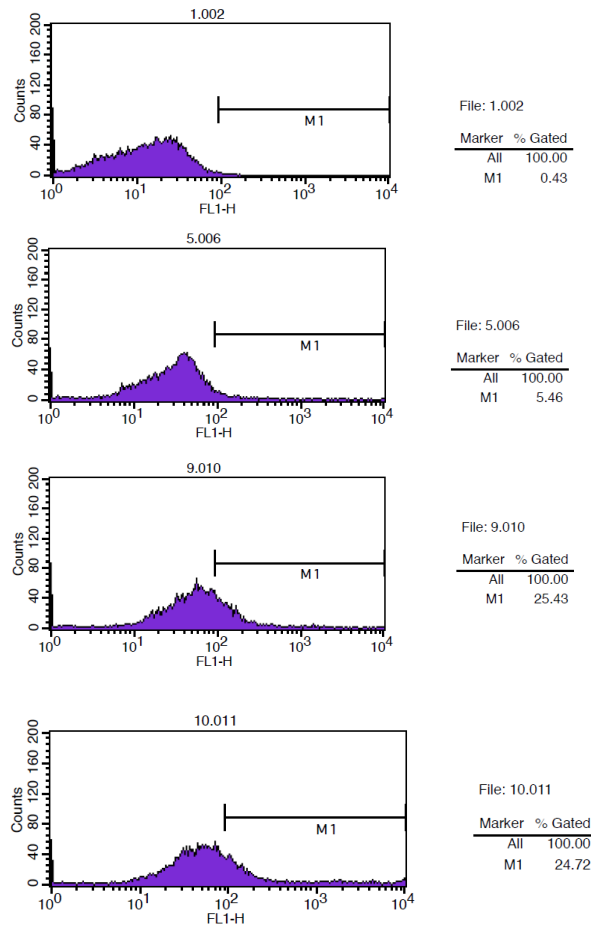 1.002
200
160
120
80
40
0
Counts
M1
10^0 10^1 10^2 10^3 10^4
FL1-H
File: 1.002
Marker % Gated
All 100.00
M1 0.43
5.006
200
160
120
80
40
0
Counts
M1
10^0 10^1 10^2 10^3 10^4
FL1-H
File: 5.006
Marker % Gated
All 100.00
M1 5.46
9.010
200
160
120
80
40
0
Counts
M1
10^0 10^1 10^2 10^3 10^4
FL1-H
File: 9.010
Marker % Gated
All 100.00
M1 25.43
10.011
200
160
120
80
40
0
Counts
M1
10^0 10^1 10^2 10^3 10^4
FL1-H
File: 10.011
Marker % Gated
All 100.00
M1 24.72